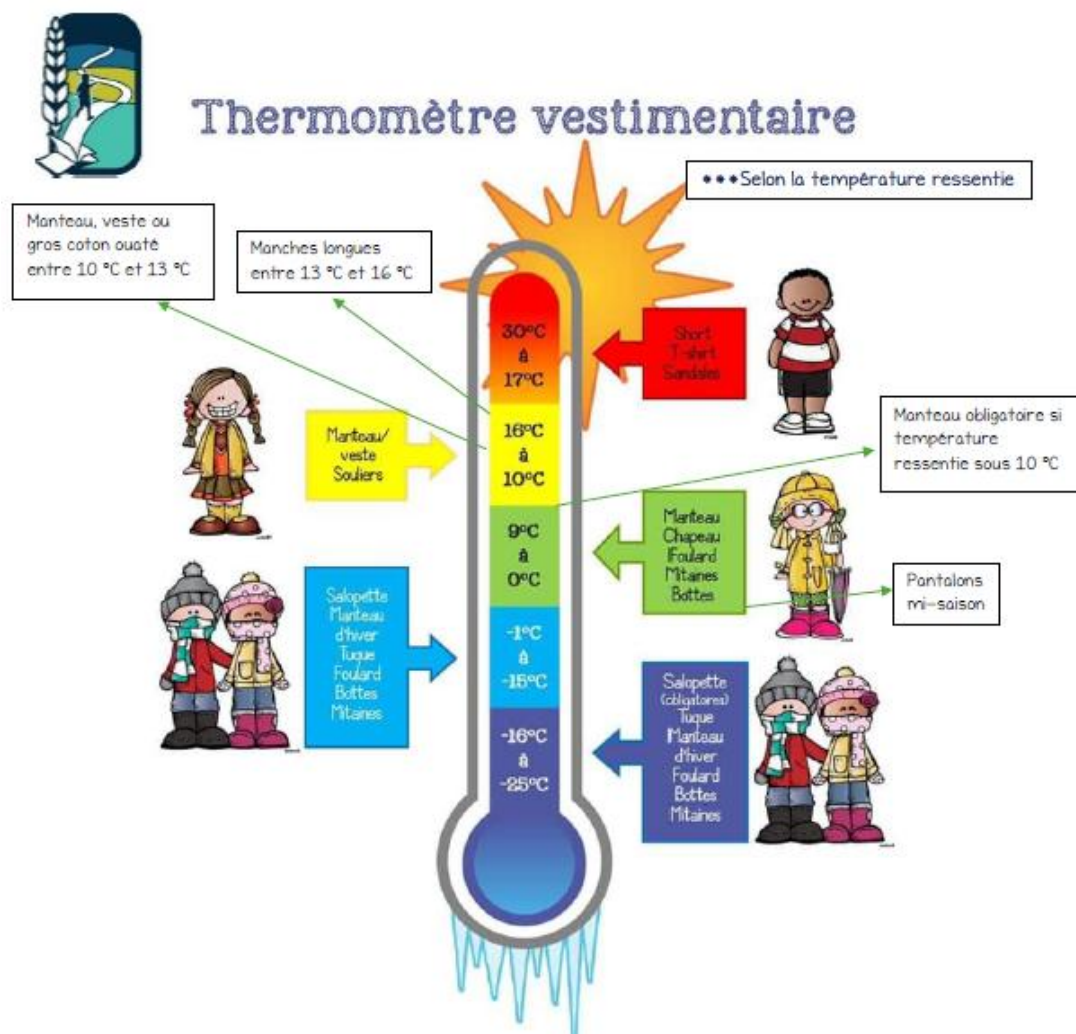 Thermomètre vestimentaire
***Selon la température ressentie
Manteau, veste ou
gros coton ouaté
entre 10 °C et 13 °C
Manches longues
entre 13 °C et 16 °C
30°C
à
17°C
Short
T-shirt
Sandales
Manteau/
veste
Souliers
16°C
à
10°C
Manteau obligatoire si
température
ressentie sous 10 °C
9°C
à
0°C
Manteau
Chapeau
Foulard
Mitaines
Bottes
Pantalons
mi-saison
Salopette
Manteau
d'hiver
Tuque
Foulard
Bottes
Mitaines
-1°C
à
-15°C
-16°C
à
-25°C
Salopette
(obligatoires)
Tuque
Manteau
d'hiver
Foulard
Bottes
Mitaines